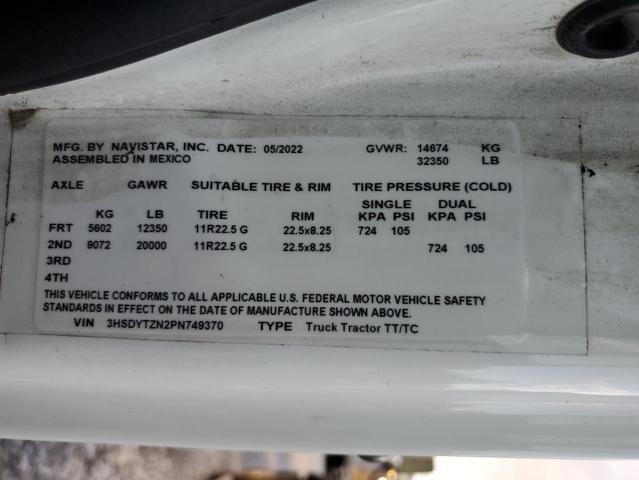 MFG. BY NAVISTAR, INC. DATE: 05/2022 GVWR: 14674 KG
ASSEMBLED IN MEXICO 32350 LB
AXLE GAWR SUITABLE TIRE & RIM TIRE PRESSURE (COLD)
SINGLE DUAL
KG LB TIRE RIM KPA PSI KPA PSI
FRT 5602 12350 11R22.5 G 22.5x8.25 724 105
2ND 9072 20000 11R22.5 G 22.5x8.25 724 105
3RD
4TH
THIS VEHICLE CONFORMS TO ALL APPLICABLE U.S. FEDERAL MOTOR VEHICLE SAFETY
STANDARDS IN EFFECT ON THE DATE OF MANUFACTURE SHOWN ABOVE.
VIN 3HSDYTZN2PN749370 TYPE Truck Tractor TT/TC